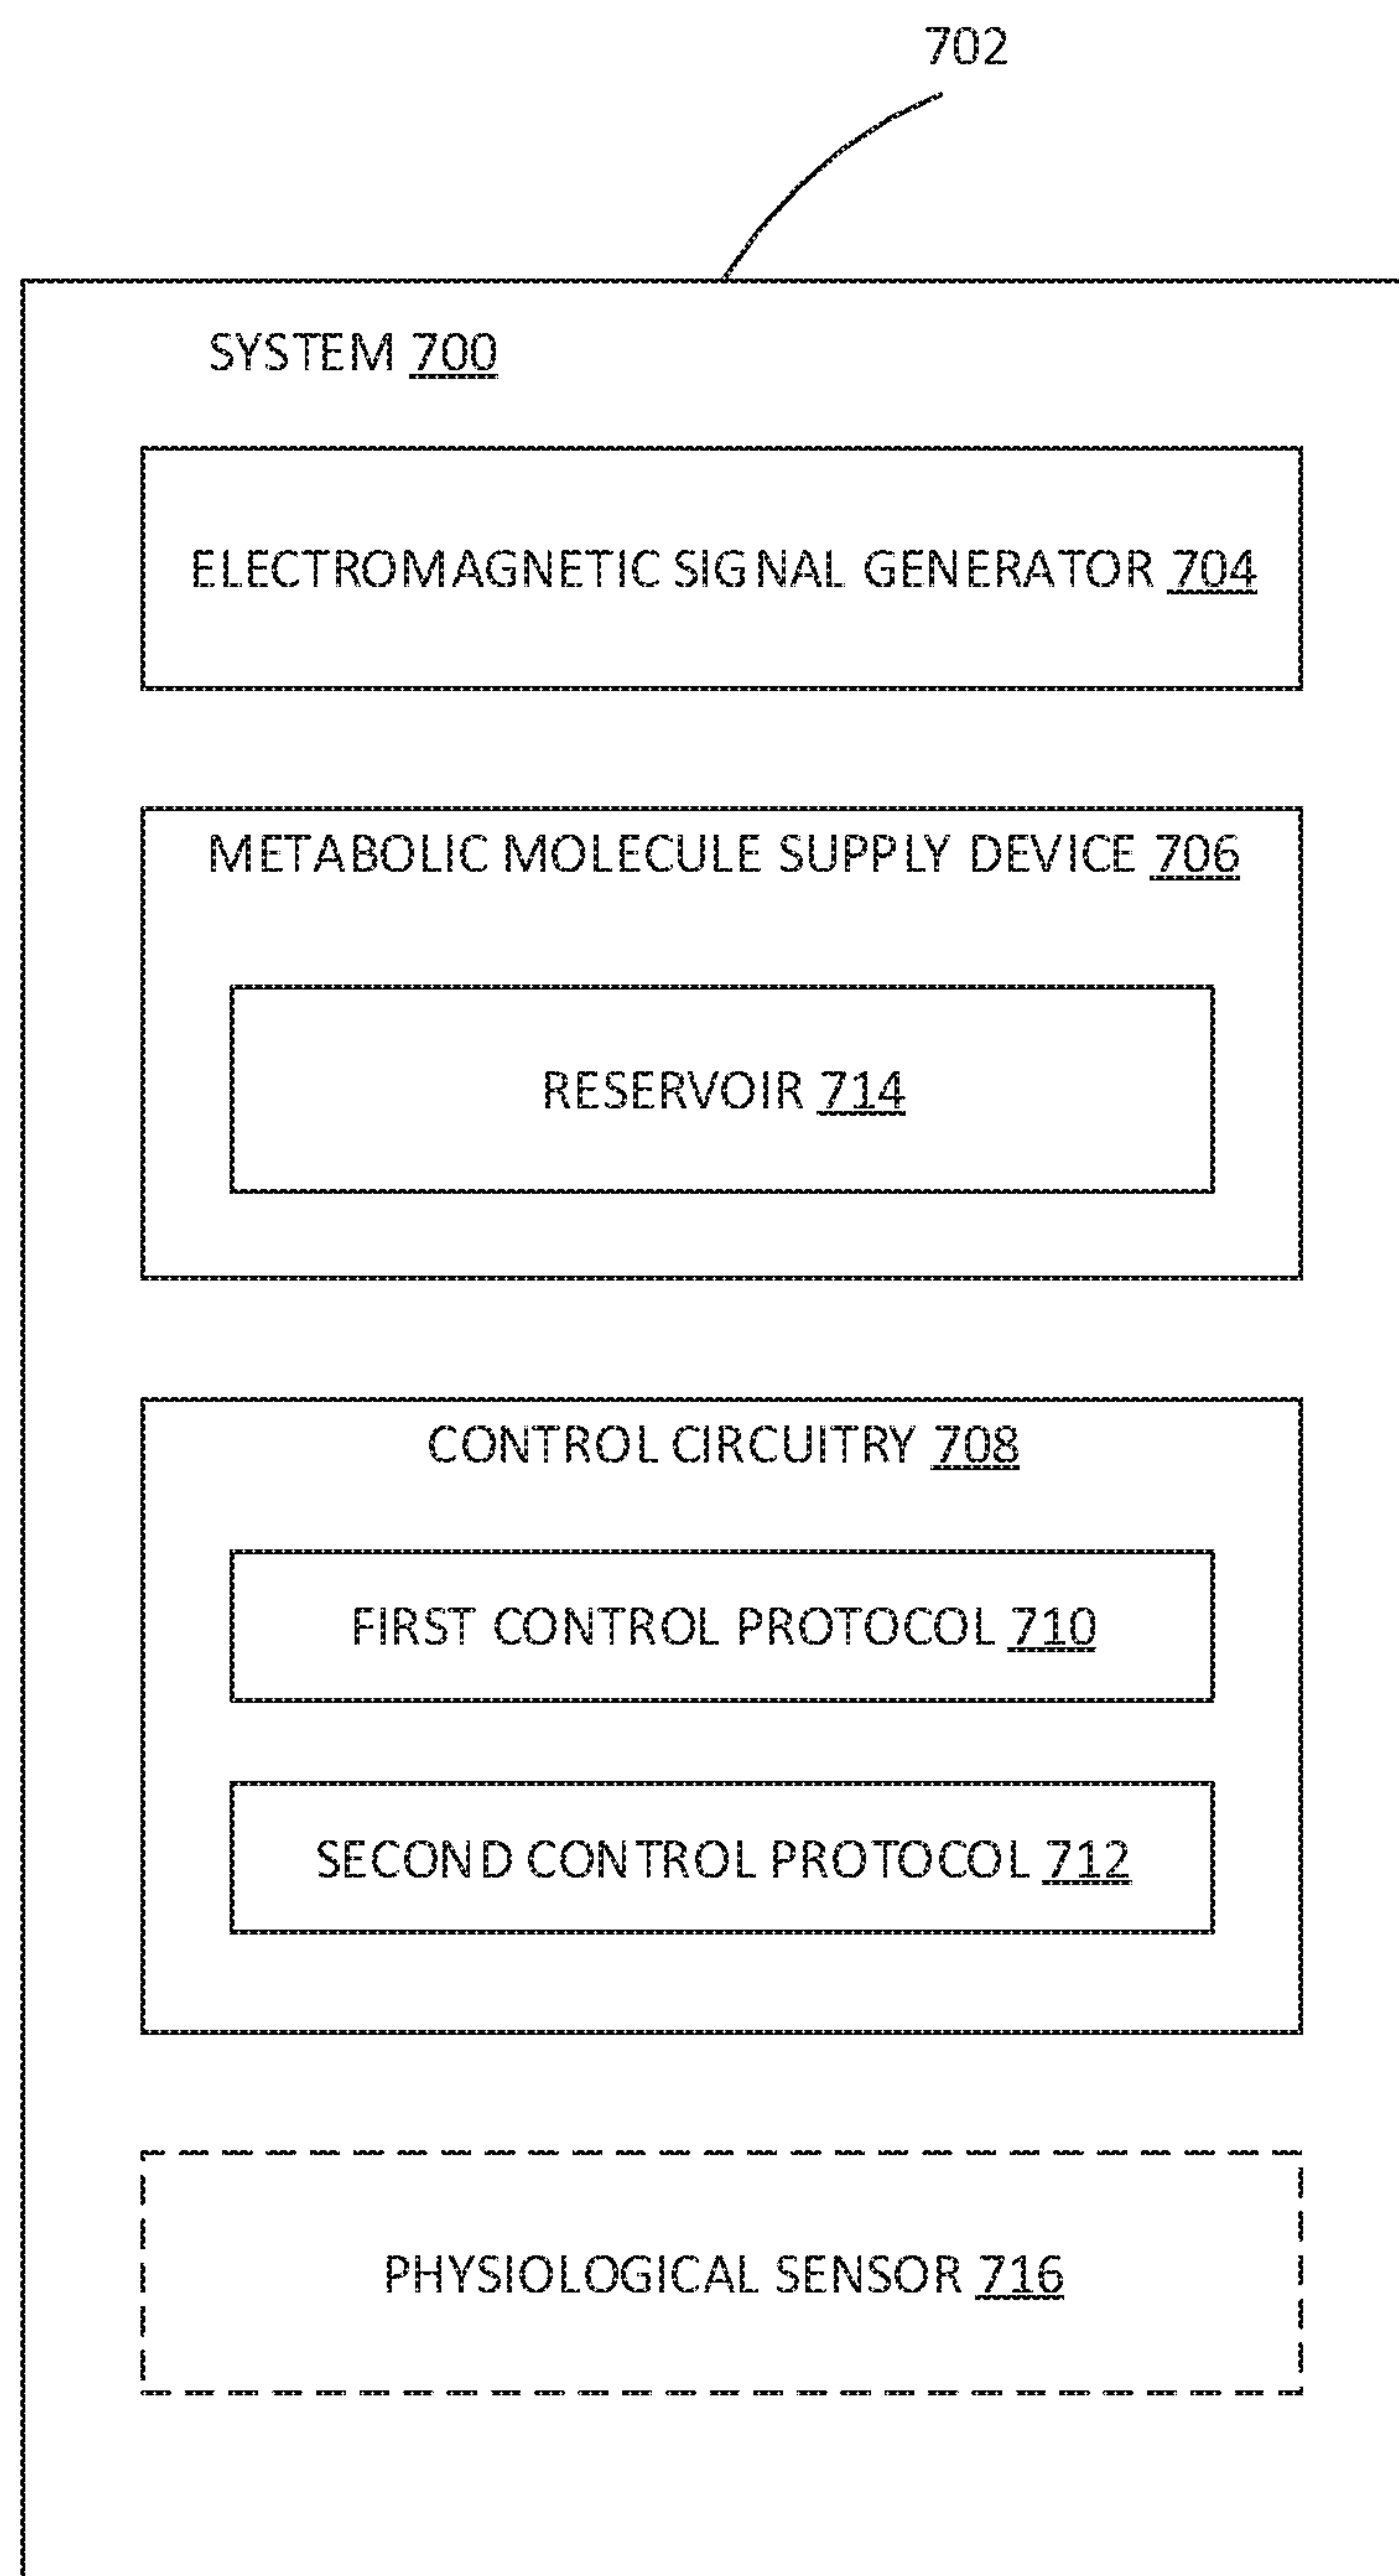 702
SYSTEM 700
ELECTROMAGNETIC SIGNAL GENERATOR 704
METABOLIC MOLECULE SUPPLY DEVICE 706
RESERVOIR 714
CONTROL CIRCUITRY 708
FIRST CONTROL PROTOCOL 710
SECOND CONTROL PROTOCOL 712
PHYSIOLOGICAL SENSOR 716